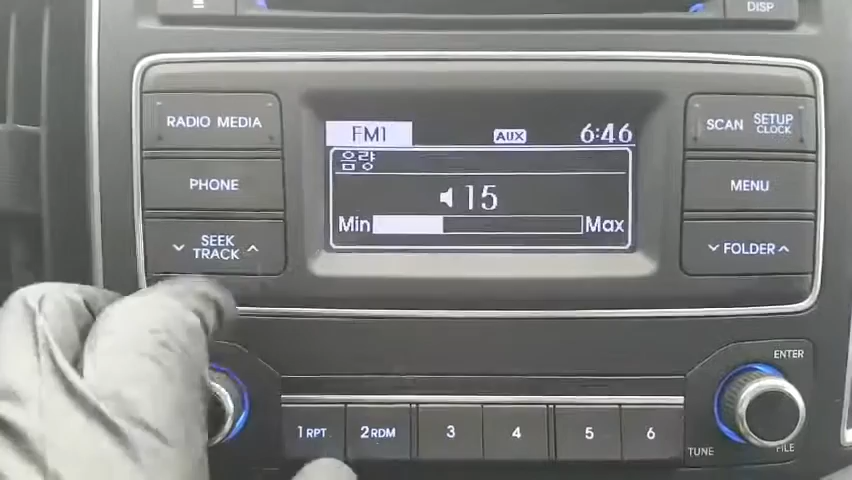 DISP
RADIO MEDIA
PHONE
SEEK
TRACK
FM1 AUX 6:46
음량
15
Min Max
SCAN SETUP
CLOCK
MENU
FOLDER
1 RPT 2 RDM 3 4 5 6
ENTER
TUNE
FILE